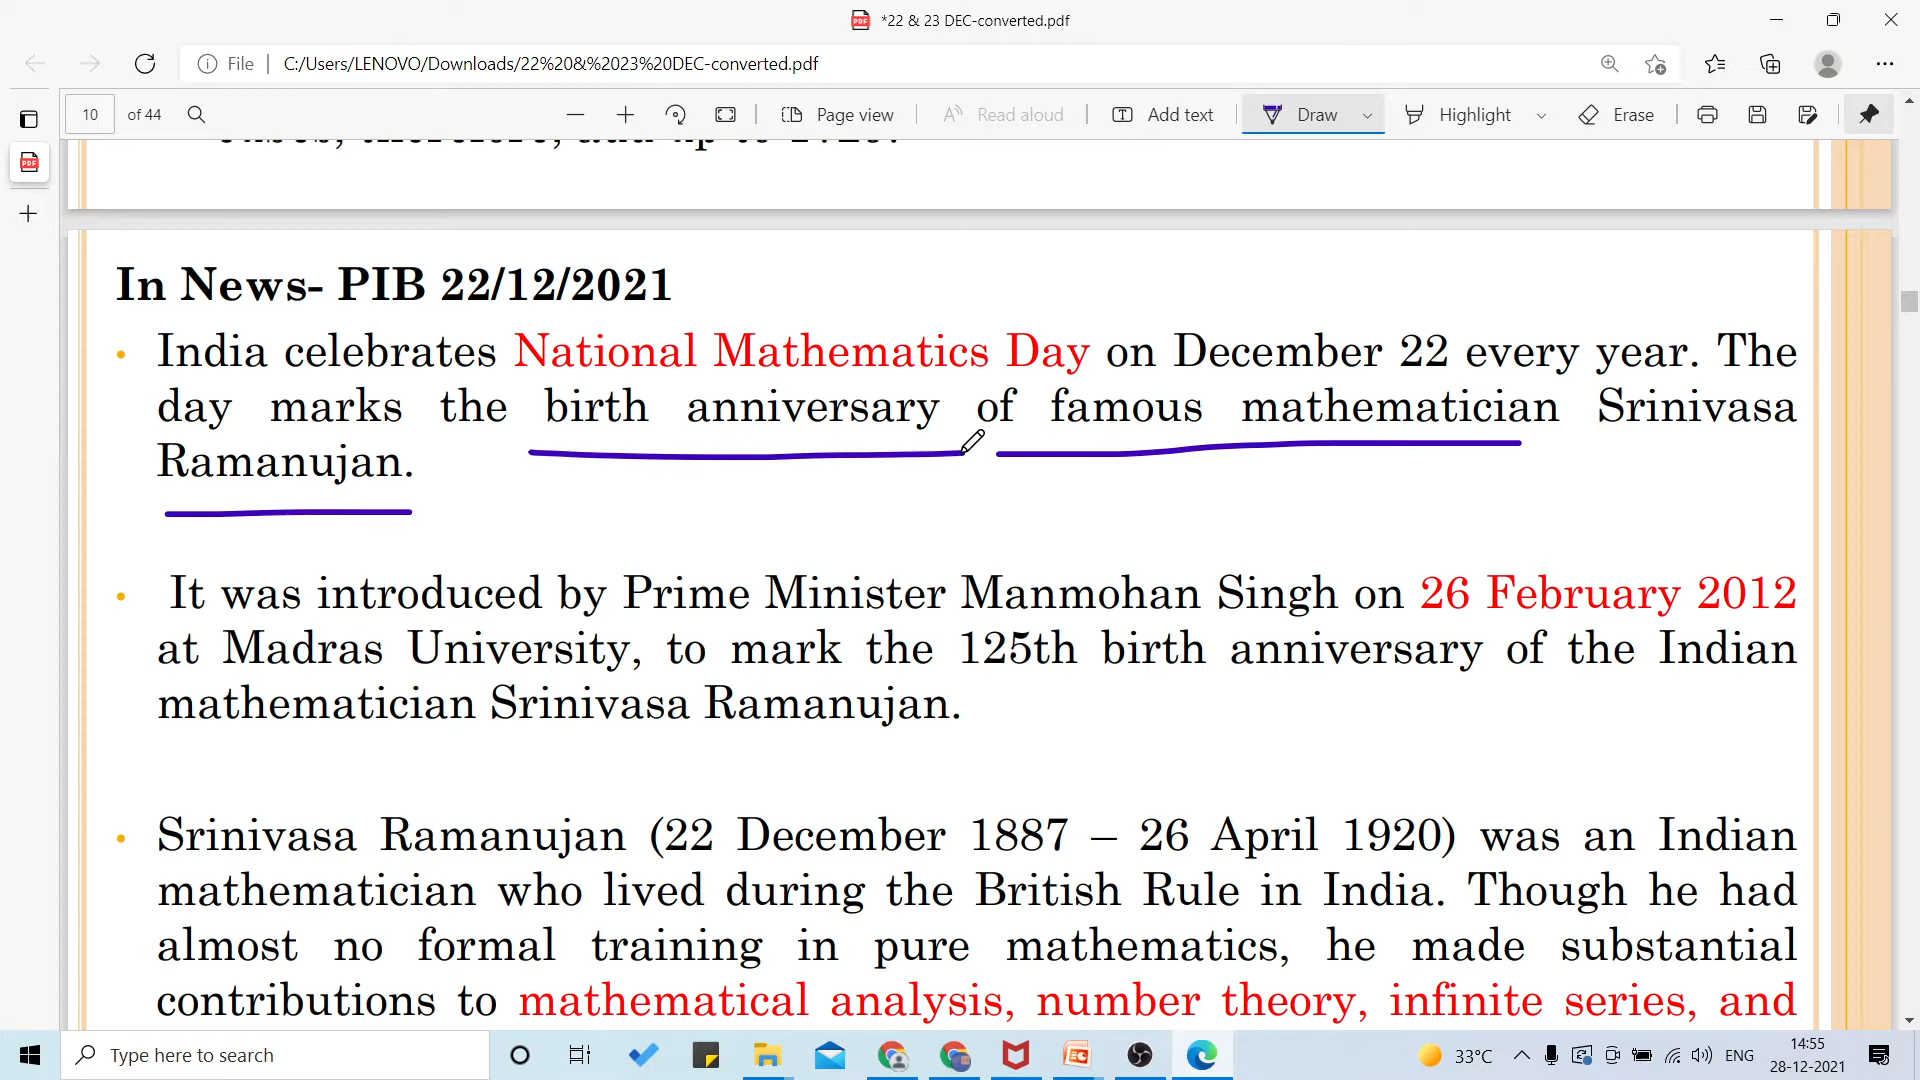 *22 & 23 DEC-converted.pdf
File C:/Users/LENOVO/Downloads/22%20&%2023%20DEC-converted.pdf
10 of 44 Page view Read aloud Add text Draw Highlight Erase
In News- PIB 22/12/2021
• India celebrates National Mathematics Day on December 22 every year. The
day marks the birth anniversary of famous mathematician Srinivasa
Ramanujan.
• It was introduced by Prime Minister Manmohan Singh on 26 February 2012
at Madras University, to mark the 125th birth anniversary of the Indian
mathematician Srinivasa Ramanujan.
• Srinivasa Ramanujan (22 December 1887 – 26 April 1920) was an Indian
mathematician who lived during the British Rule in India. Though he had
almost no formal training in pure mathematics, he made substantial
contributions to mathematical analysis, number theory, infinite series, and
Type here to search 33°C ENG 14:55
28-12-2021